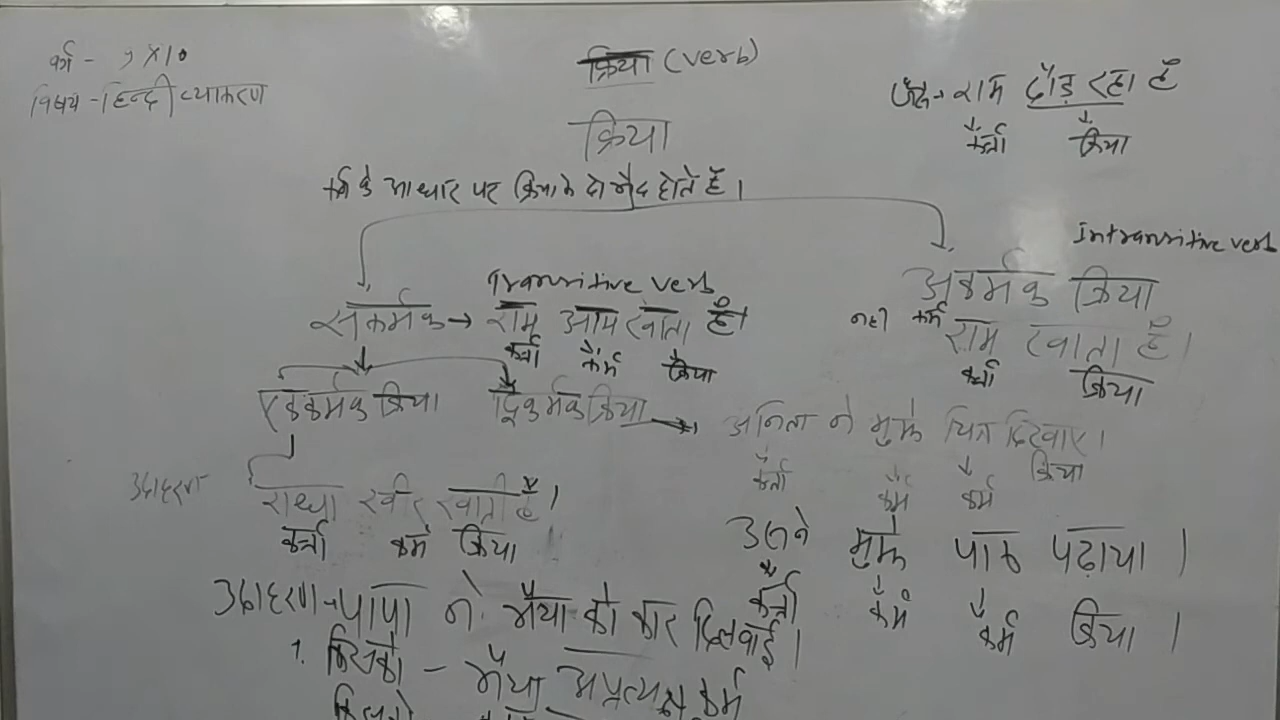 वर्ग - 9 X 10
विषय - हिन्दी व्याकरण
क्रिया (verb)
क्रिया
राम दौड़ रहा है
कर्ता क्रिया
कर्म के आधार पर क्रिया के दो भेद होते हैं।
Intransitive verb
अकर्मक क्रिया
नही कर्म
राम खाता है।
कर्ता क्रिया
Transitive verb
सकर्मक → राम आम खाता है।
कर्ता कर्म क्रिया
एककर्मक क्रिया द्विकर्मक क्रिया → अनिता ने मुझे चित्र दिखाए।
कर्ता कर्म कर्म क्रिया
उदाहरण राधा खीर खाती है।
कर्ता कर्म क्रिया
उसने मुझे पाठ पढ़ाया।
कर्ता कर्म कर्म क्रिया।
उदाहरण - पापा ने भैया को कार दिलवाई।
1. किसको - भैया अप्रत्यक्ष कर्म